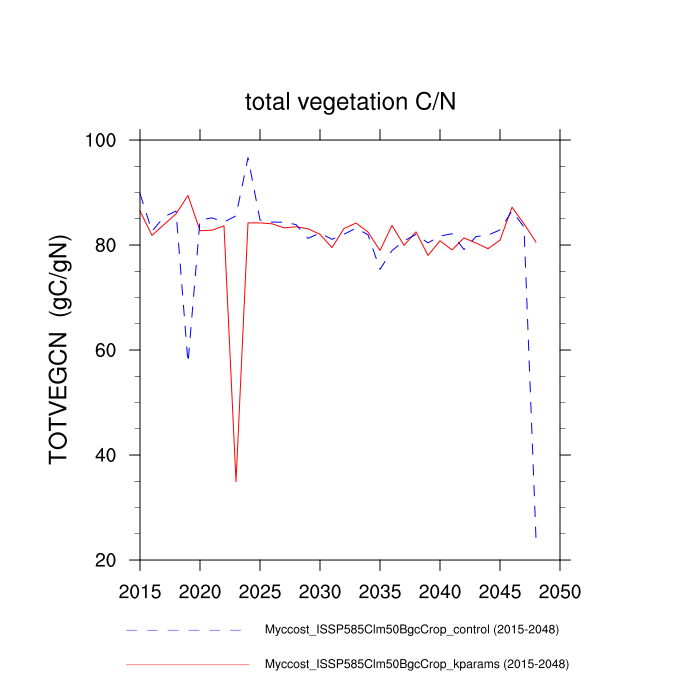 total vegetation C/N
TOTVEGCN (gC/gN)
100
80
60
40
20
2015 2020 2025 2030 2035 2040 2045 2050
Myccost_ISSP585Clm50BgcCrop_control (2015-2048)
Myccost_ISSP585Clm50BgcCrop_kparams (2015-2048)